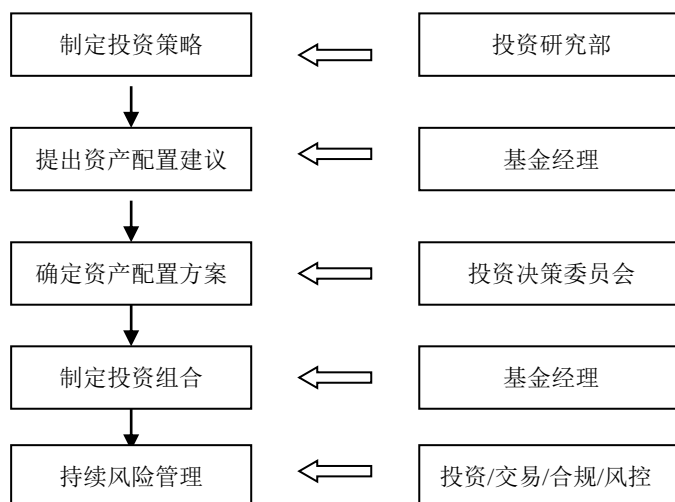 制定投资策略
投资研究部
提出资产配置建议
基金经理
确定资产配置方案
投资决策委员会
制定投资组合
基金经理
持续风险管理
投资/交易/合规/风控